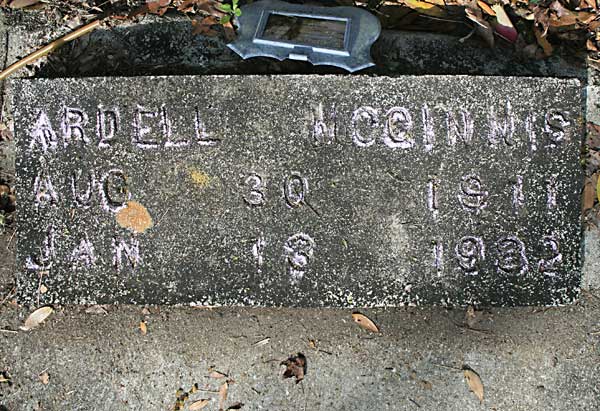 ARDELL MCGINNIS
AUG 30 1911
JAN 18 1982